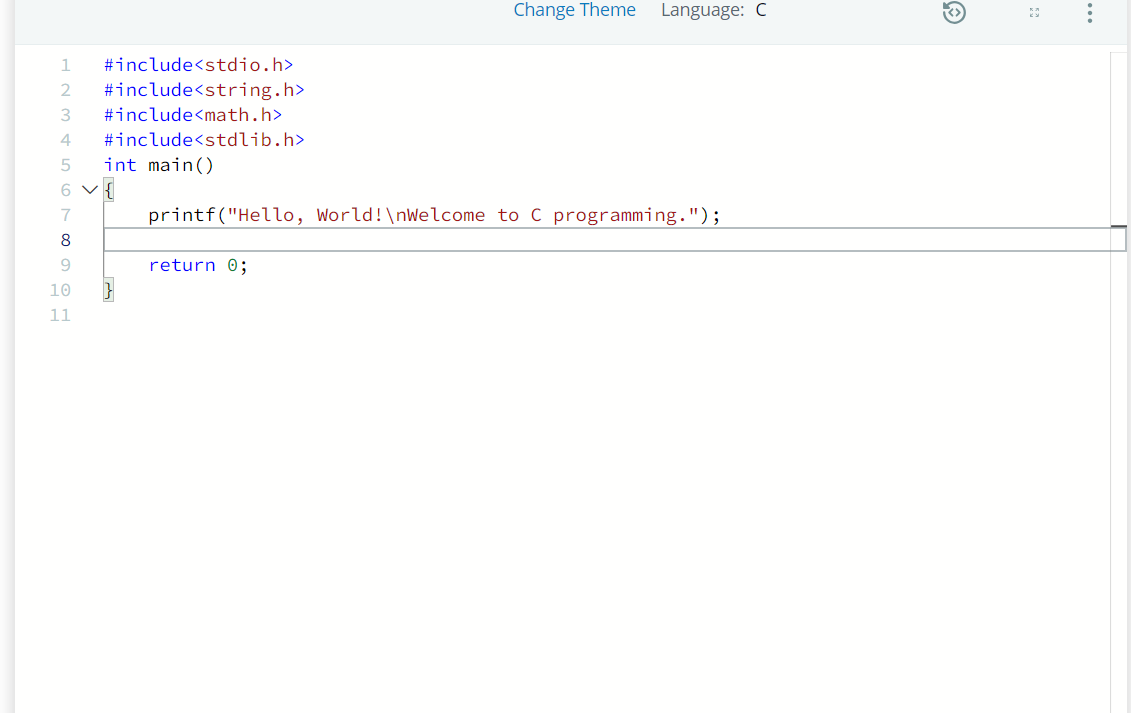 Change Theme Language: C
1 #include<stdio.h>
2 #include<string.h>
3 #include<math.h>
4 #include<stdlib.h>
5 int main()
6 {
7     printf("Hello, World!\nWelcome to C programming.");
8
9     return 0;
10 }
11